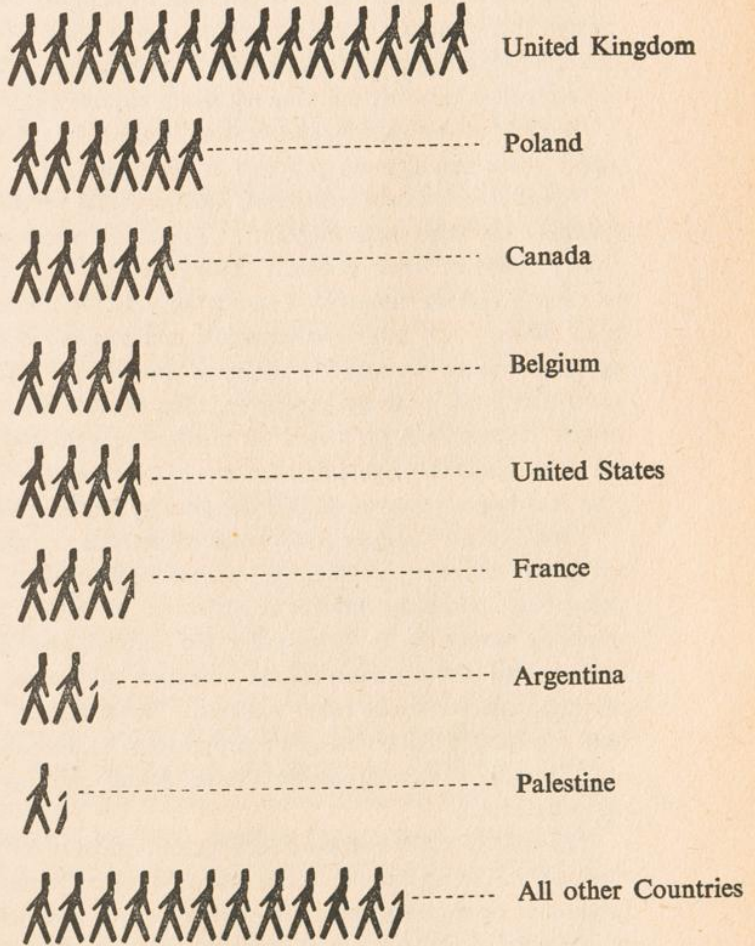 United Kingdom
Poland
Canada
Belgium
United States
France
Argentina
Palestine
All other Countries